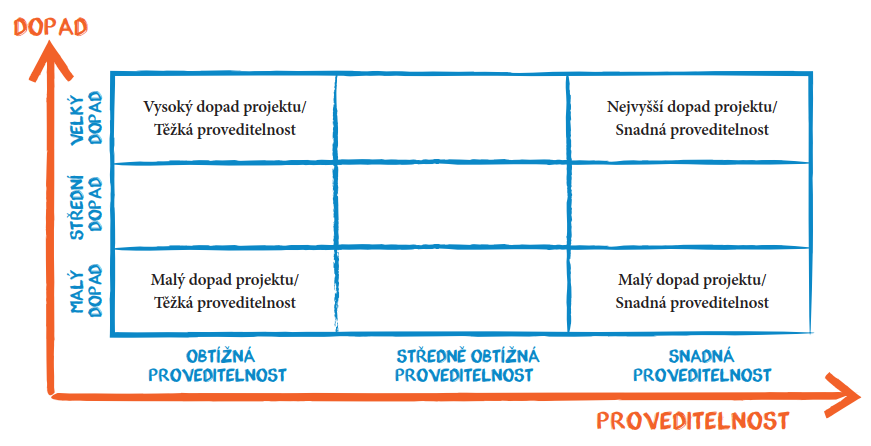 DOPAD
VELKÝ
DOPAD
Vysoký dopad projektu/
Těžká proveditelnost
Nejvyšší dopad projektu/
Snadná proveditelnost
STŘEDNÍ
DOPAD
MALÝ
DOPAD
Malý dopad projektu/
Těžká proveditelnost
Malý dopad projektu/
Snadná proveditelnost
OBTÍŽNÁ
PROVEDITELNOST
STŘEDNĚ OBTÍŽNÁ
PROVEDITELNOST
SNADNÁ
PROVEDITELNOST
PROVEDITELNOST